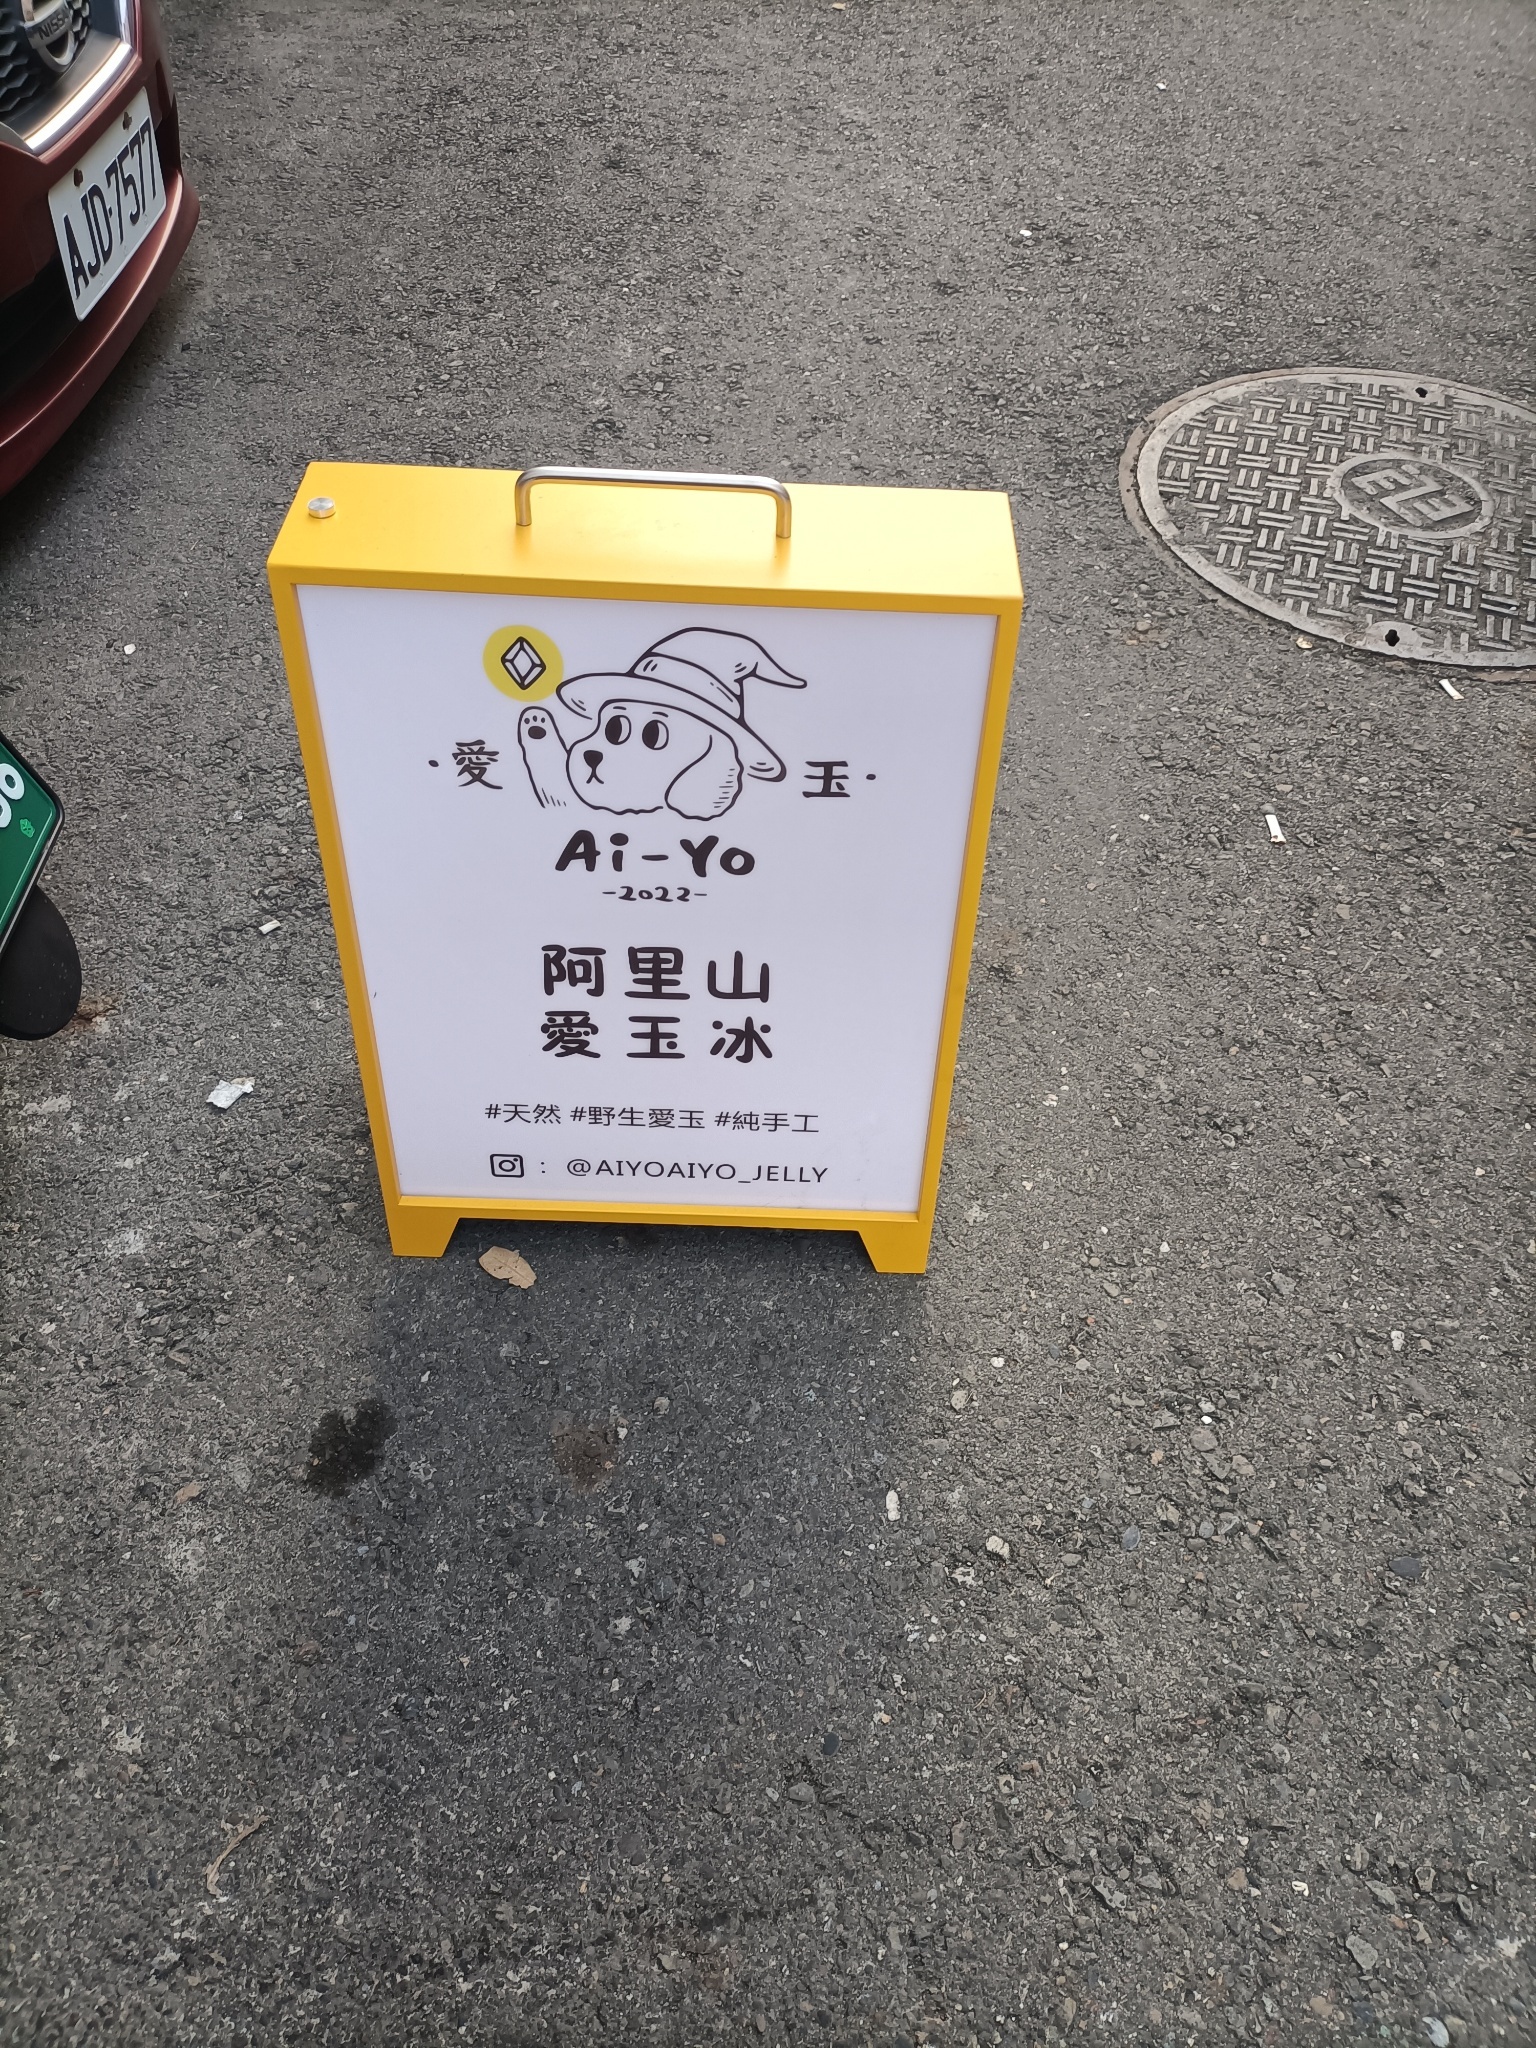 NISSAN
AJD-7577
·愛 玉·
Ai-Yo
-2022-
阿里山
愛玉冰
#天然 #野生愛玉 #純手工
: @AIYOAIYO_JELLY